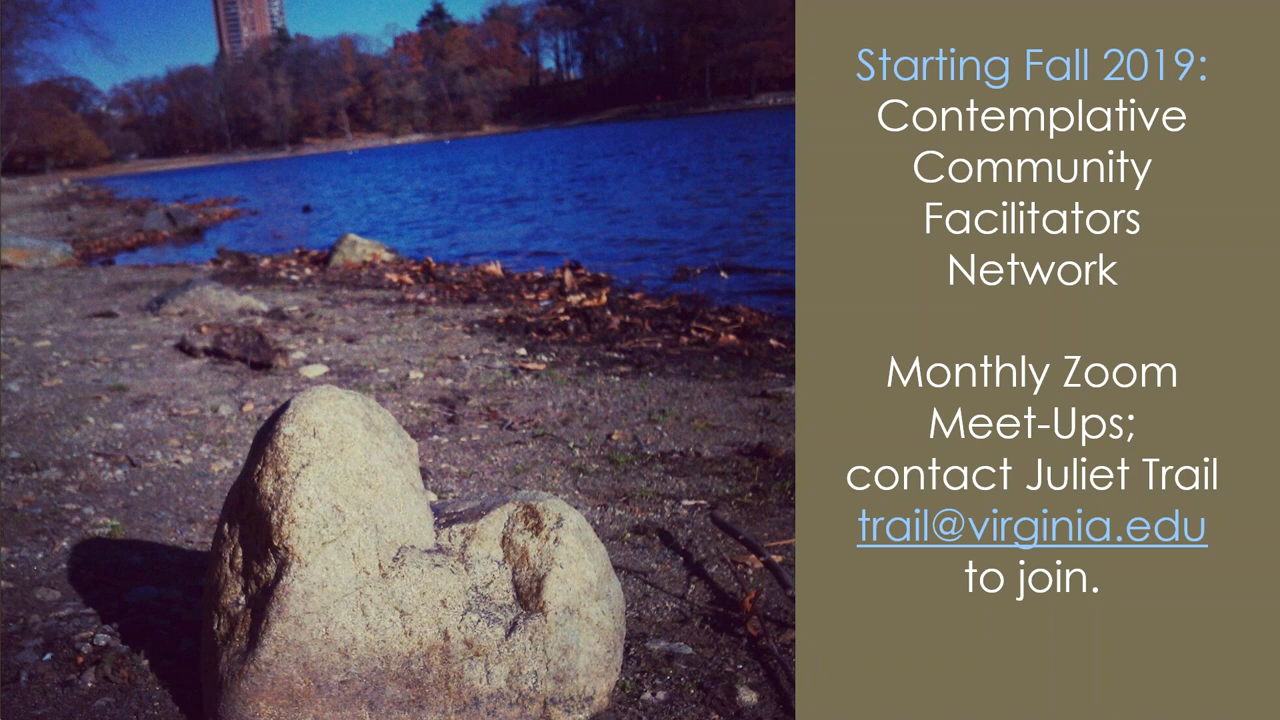 Starting Fall 2019:
Contemplative
Community
Facilitators
Network
Monthly Zoom
Meet-Ups;
contact Juliet Trail
trail@virginia.edu
to join.